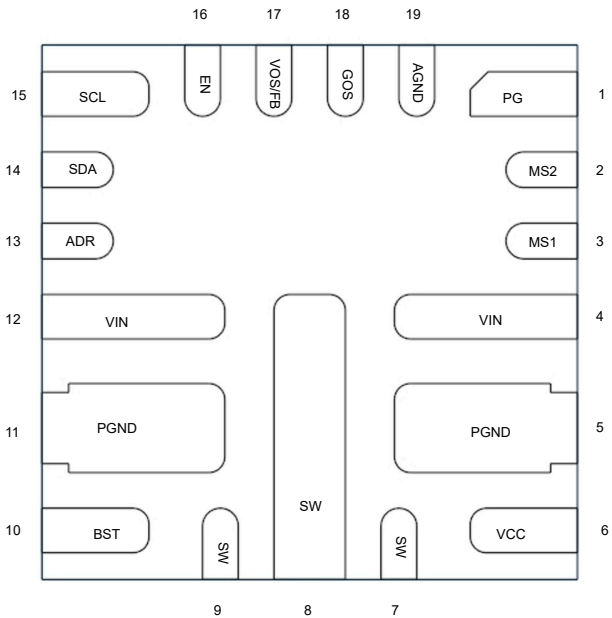 16 17 18 19
EN VOS/FB GOS AGND
15 SCL PG 1
14 SDA MS2 2
13 ADR MS1 3
12 VIN VIN 4
11 PGND PGND 5
10 BST SW SW SW VCC 6
9 8 7